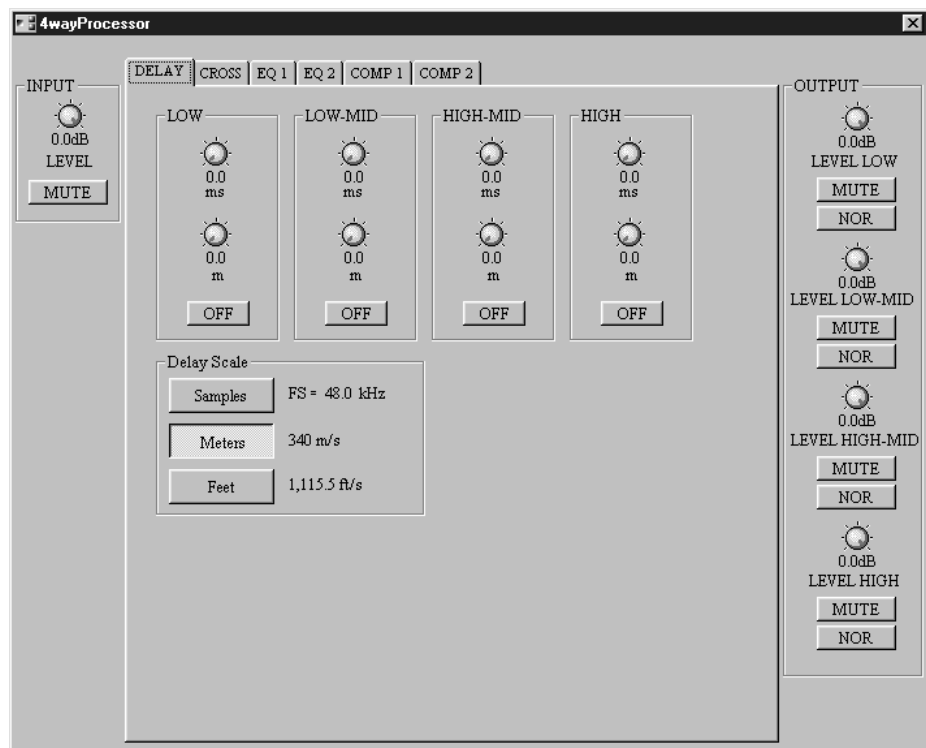 4wayProcessor
DELAY CROSS EQ 1 EQ 2 COMP 1 COMP 2
INPUT
0.0dB
LEVEL
MUTE
LOW
0.0
ms
0.0
m
OFF
LOW-MID
0.0
ms
0.0
m
OFF
HIGH-MID
0.0
ms
0.0
m
OFF
HIGH
0.0
ms
0.0
m
OFF
Delay Scale
Samples FS = 48.0 kHz
Meters 340 m/s
Feet 1,115.5 ft/s
OUTPUT
0.0dB
LEVEL LOW
MUTE
NOR
0.0dB
LEVEL LOW-MID
MUTE
NOR
0.0dB
LEVEL HIGH-MID
MUTE
NOR
0.0dB
LEVEL HIGH
MUTE
NOR